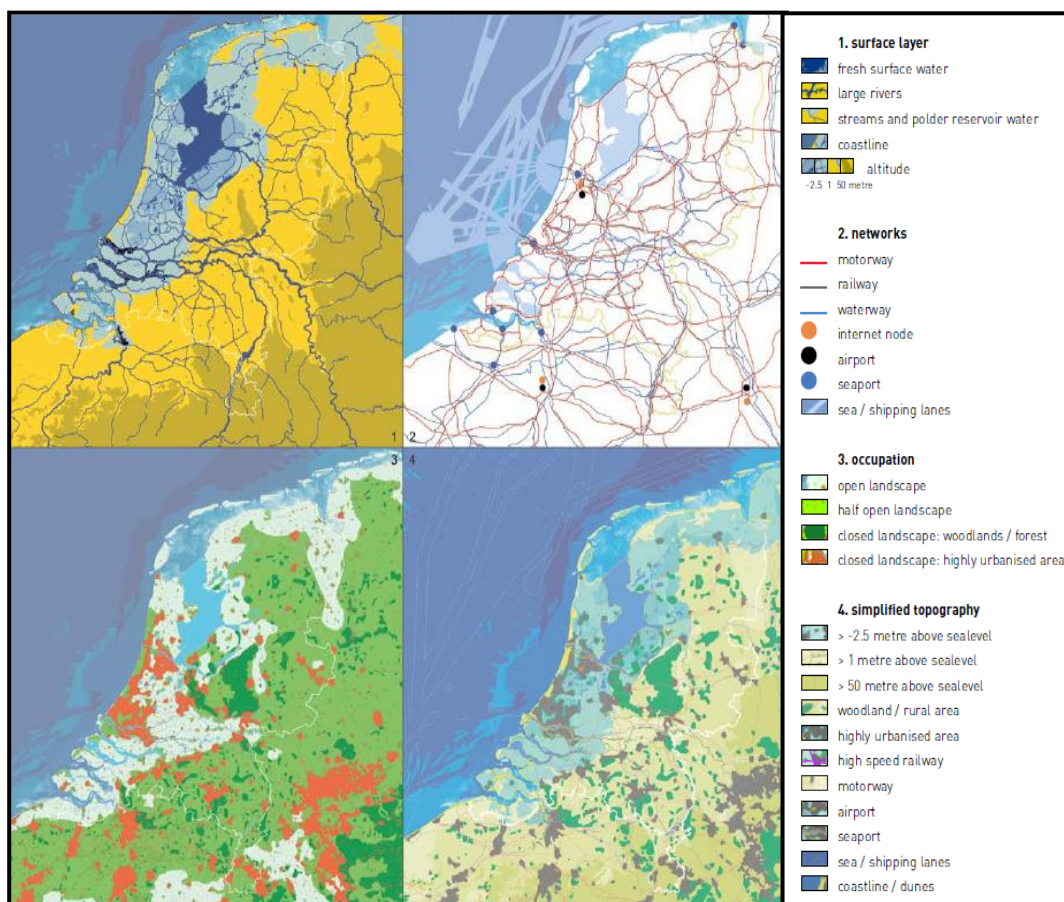 1
2
3
4
1. surface layer
fresh surface water
large rivers
streams and polder reservoir water
coastline
altitude
-2.5 1 50 metre
2. networks
motorway
railway
waterway
internet node
airport
seaport
sea / shipping lanes
3. occupation
open landscape
half open landscape
closed landscape: woodlands / forest
closed landscape: highly urbanised area
4. simplified topography
> -2.5 metre above sealevel
> 1 metre above sealevel
> 50 metre above sealevel
woodland / rural area
highly urbanised area
high speed railway
motorway
airport
seaport
sea / shipping lanes
coastline / dunes